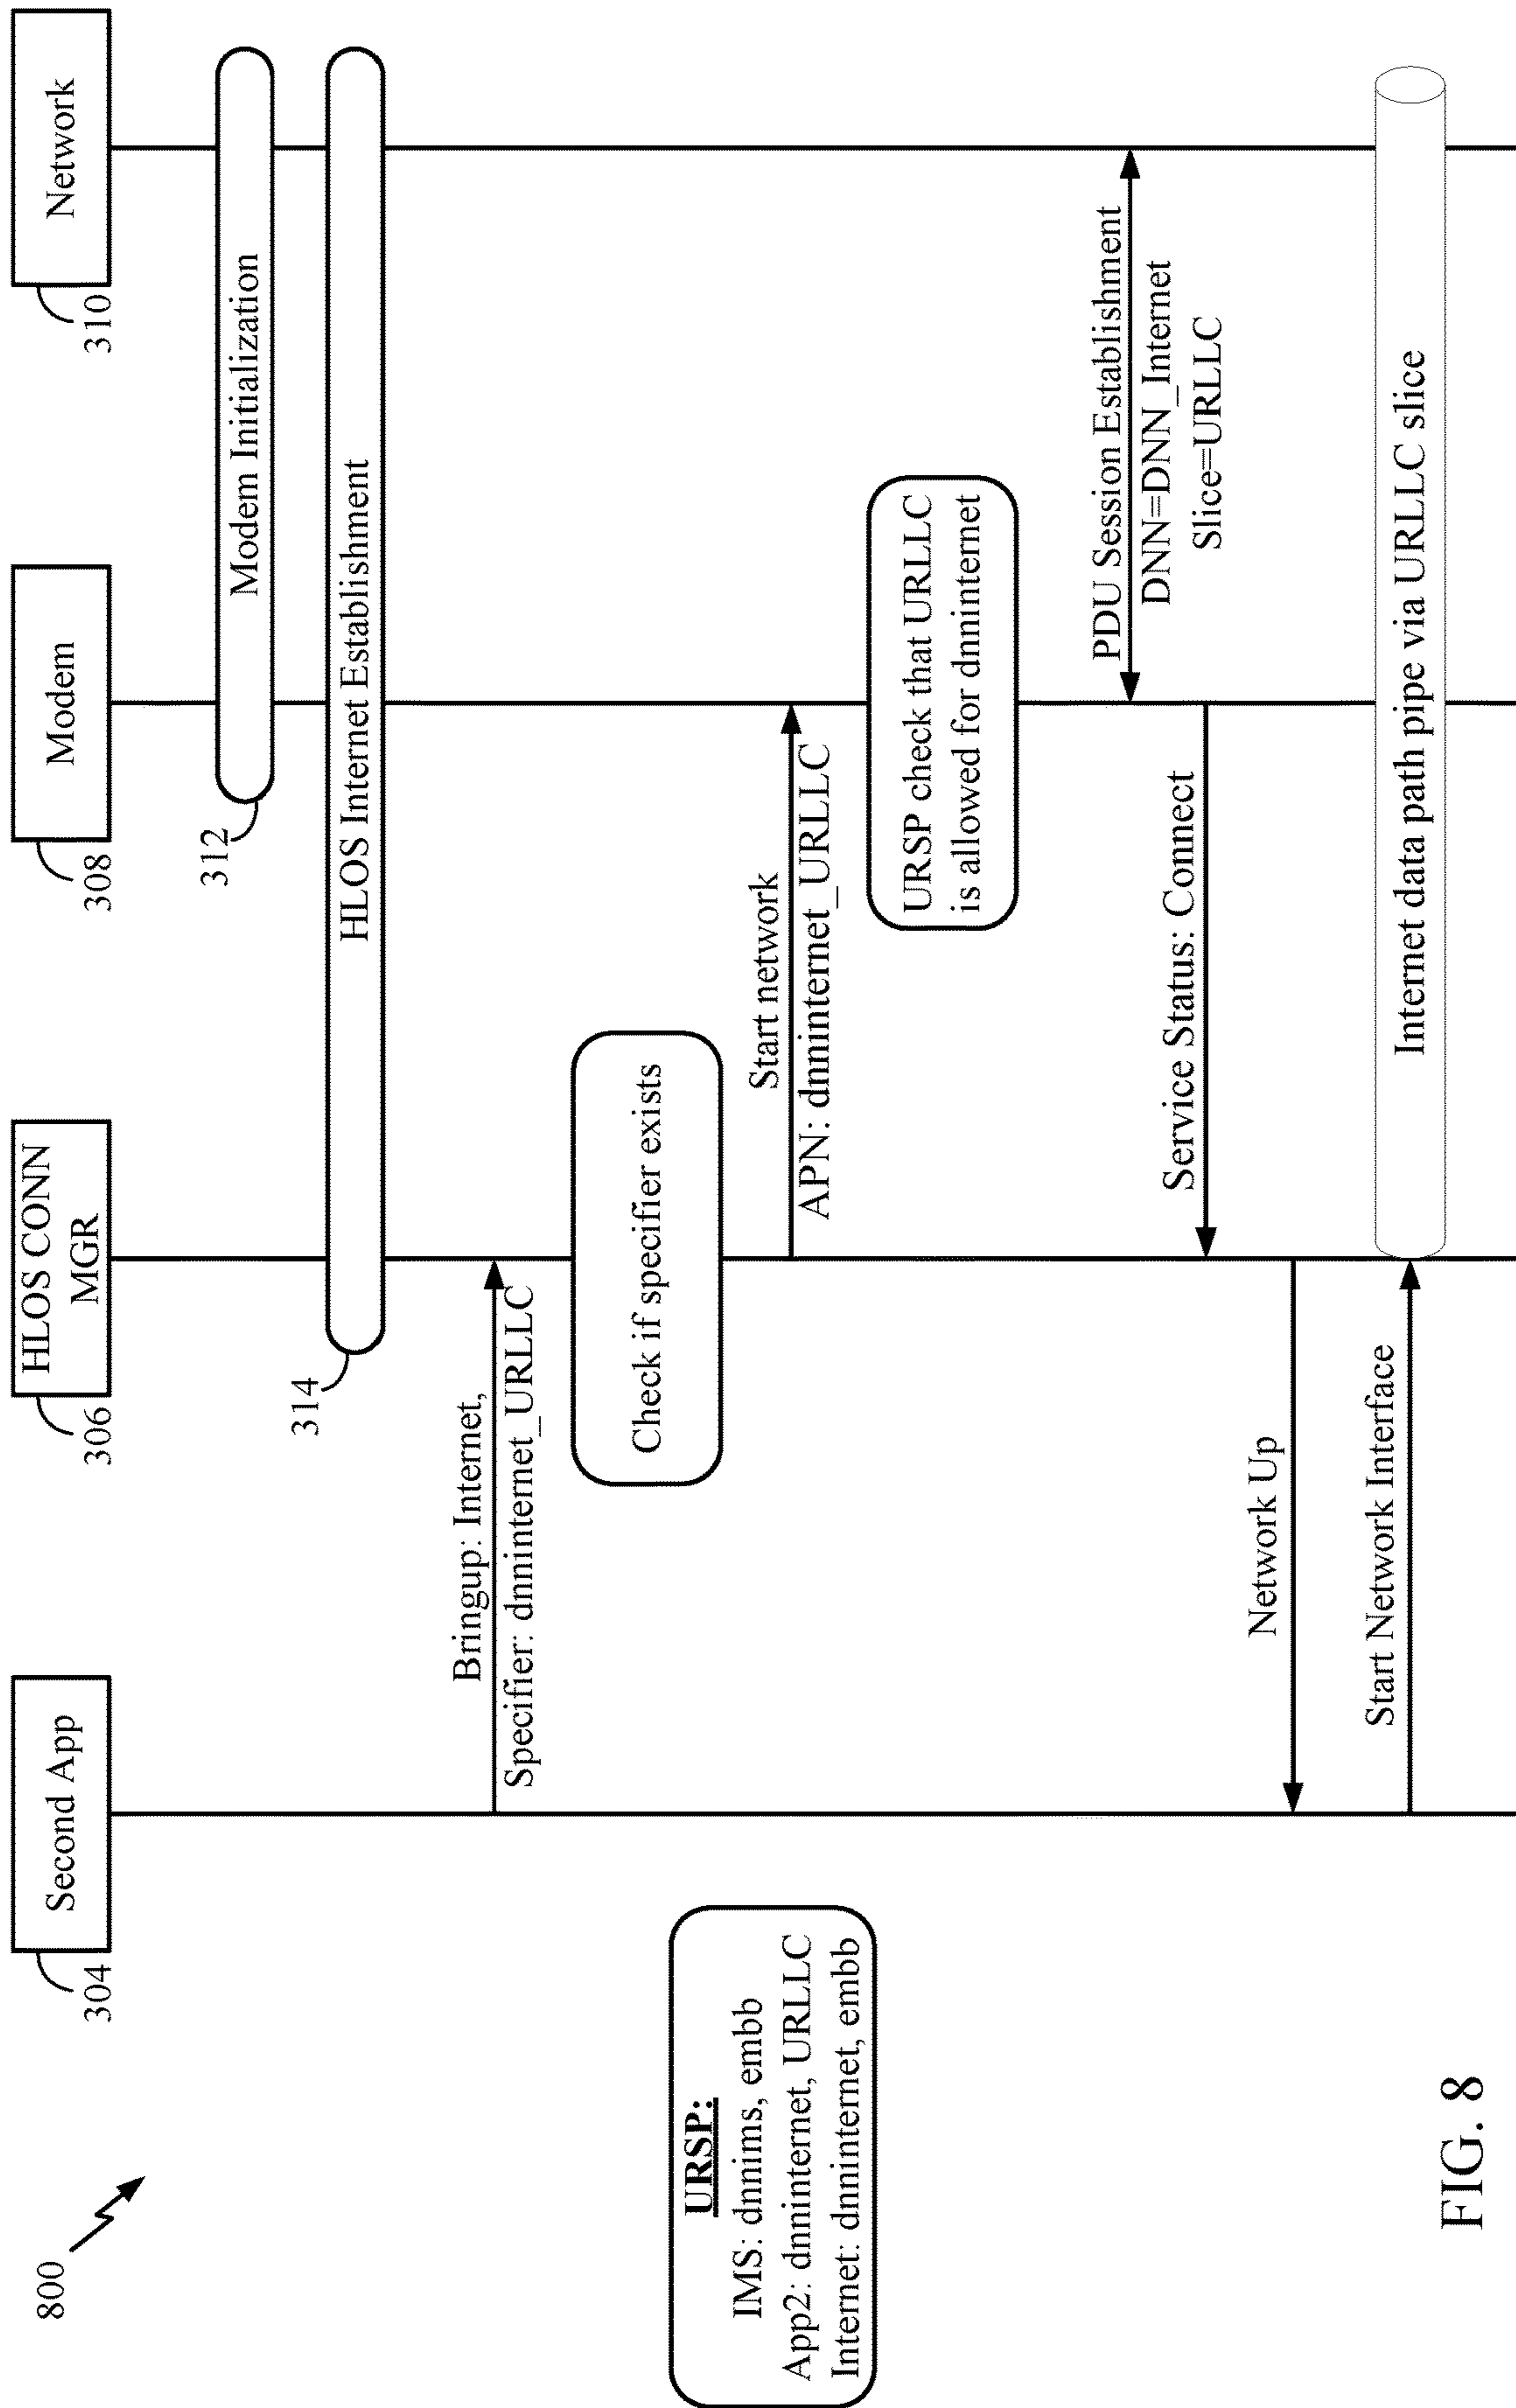 800
304
Second App
306
HLOS CONN
MGR
308
Modem
310
Network
312
Modem Initialization
314
HLOS Internet Establishment
Bringup: Internet,
Specifier: dnninternet_URLLC
Check if specifier exists
URSP:
IMS: dnnims, embb
App2: dnninternet, URLLC
Internet: dnninternet, embb
Start network
APN: dnninternet_URLLC
URSP check that URLLC
is allowed for dnninternet
PDU Session Establishment
DNN=DNN_Internet
Slice=URLLC
Service Status: Connect
Network Up
Start Network Interface
Internet data path pipe via URLLC slice
FIG. 8